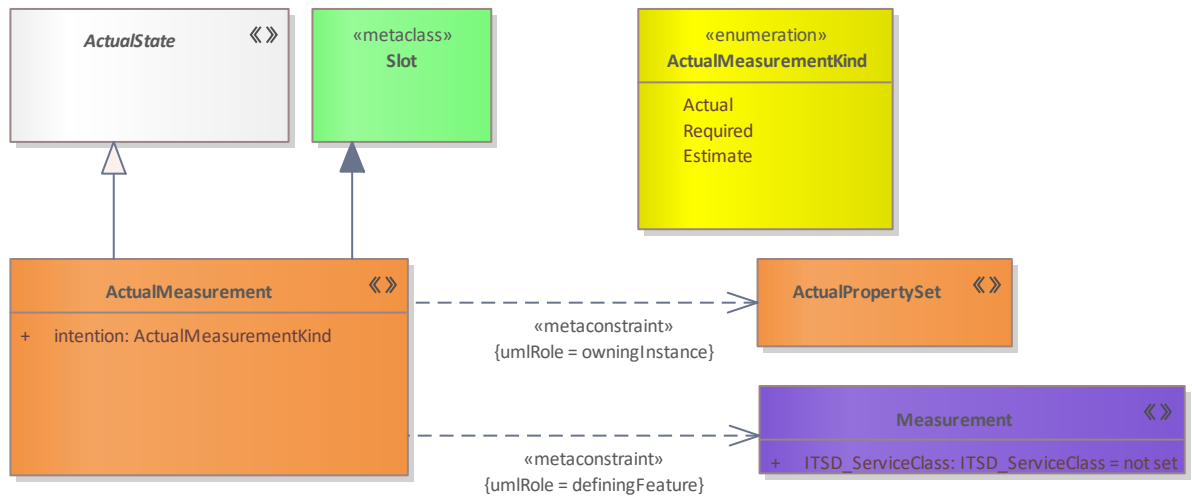 ActualState
«»
«metaclass»
Slot
«enumeration»
ActualMeasurementKind
Actual
Required
Estimate
ActualMeasurement
«»
+ intention: ActualMeasurementKind
«metaconstraint»
{umlRole = owningInstance}
ActualPropertySet
«»
«metaconstraint»
{umlRole = definingFeature}
Measurement
«»
+ ITSD_ServiceClass: ITSD_ServiceClass = not set